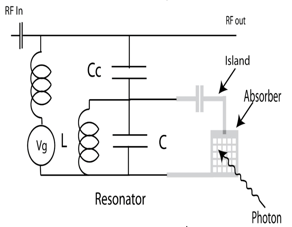 RF In
RF out
Island
Cc
Absorber
Vg
L
C
Resonator
Photon